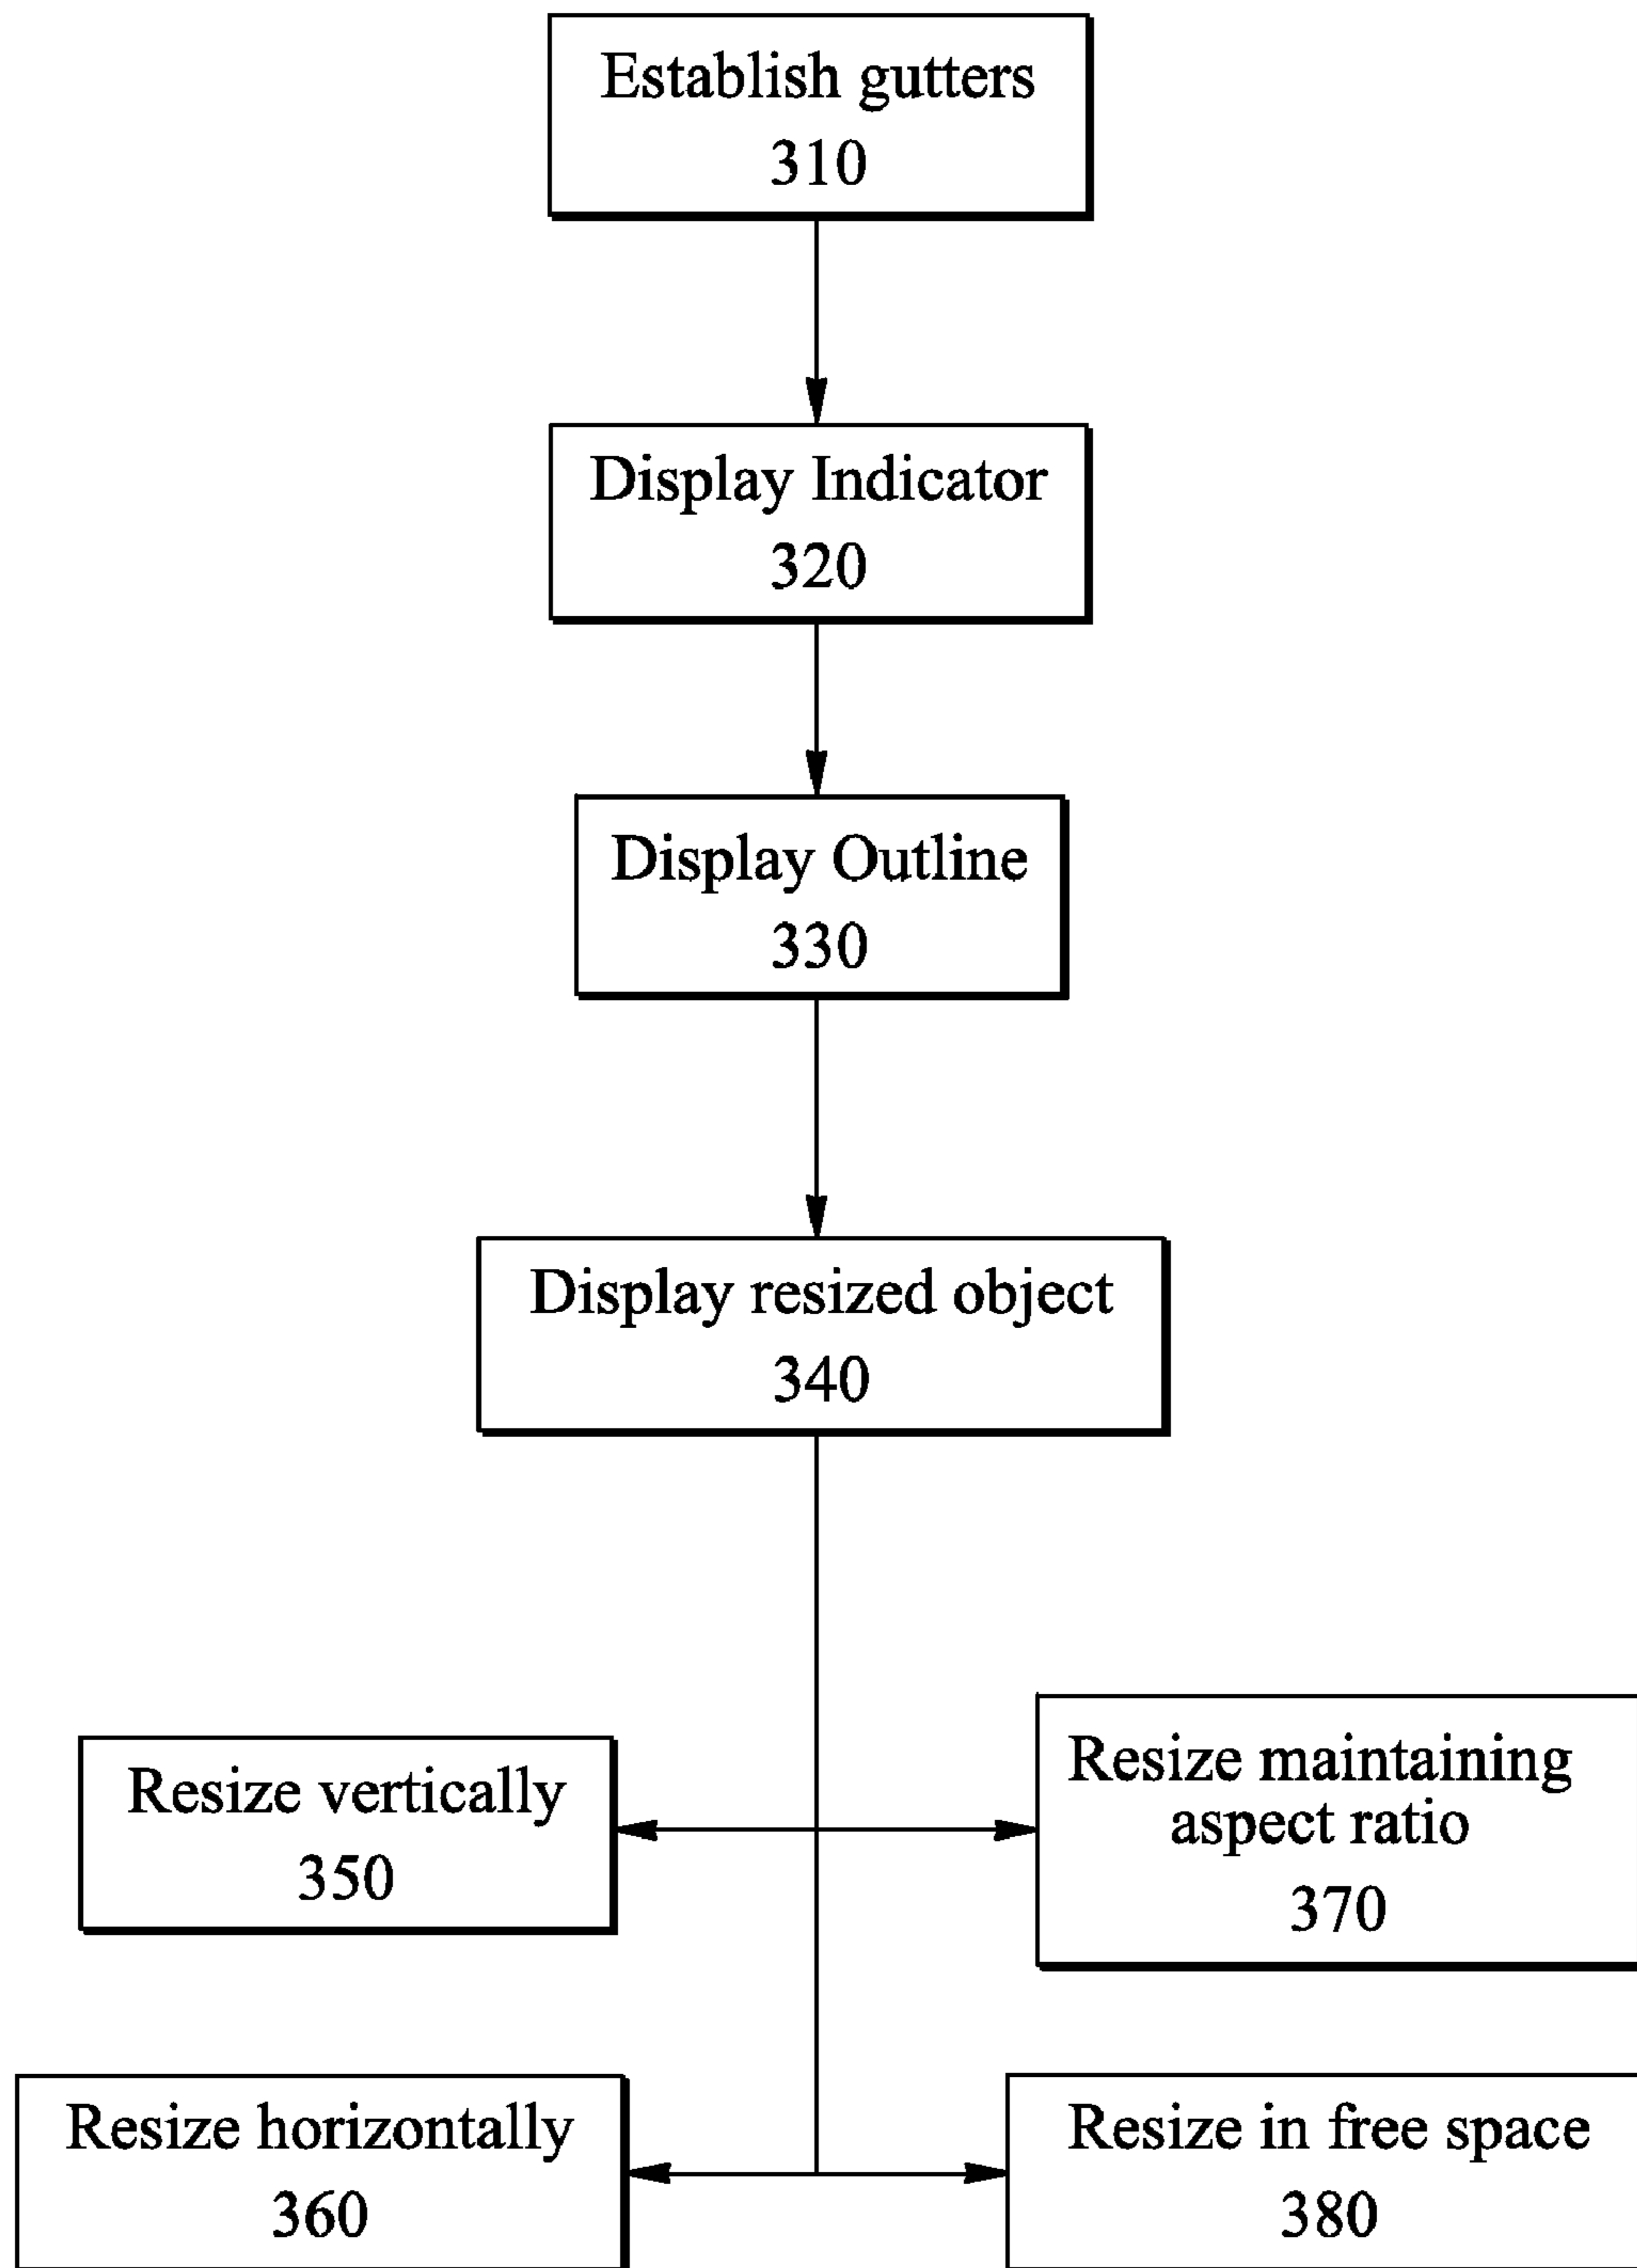 Establish gutters
310
Display Indicator
320
Display Outline
330
Display resized object
340
Resize vertically
350
Resize maintaining
aspect ratio
370
Resize horizontally
360
Resize in free space
380